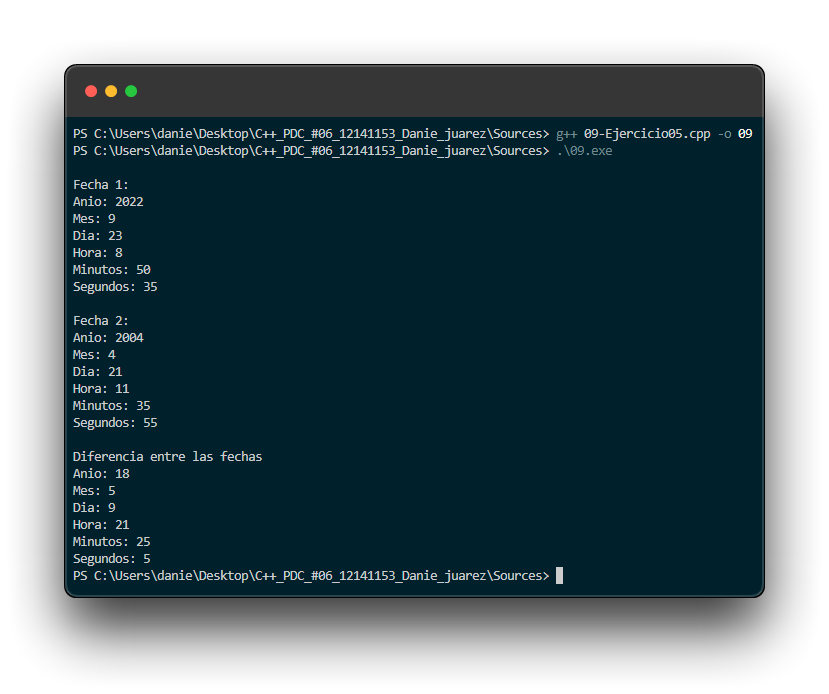 PS C:\Users\danie\Desktop\C++_PDC_#06_12141153_Danie_juarez\Sources> g++ 09-Ejercicio05.cpp -o 09
PS C:\Users\danie\Desktop\C++_PDC_#06_12141153_Danie_juarez\Sources> .\09.exe
Fecha 1:
Anio: 2022
Mes: 9
Dia: 23
Hora: 8
Minutos: 50
Segundos: 35
Fecha 2:
Anio: 2004
Mes: 4
Dia: 21
Hora: 11
Minutos: 35
Segundos: 55
Diferencia entre las fechas
Anio: 18
Mes: 5
Dia: 9
Hora: 21
Minutos: 25
Segundos: 5
PS C:\Users\danie\Desktop\C++_PDC_#06_12141153_Danie_juarez\Sources>